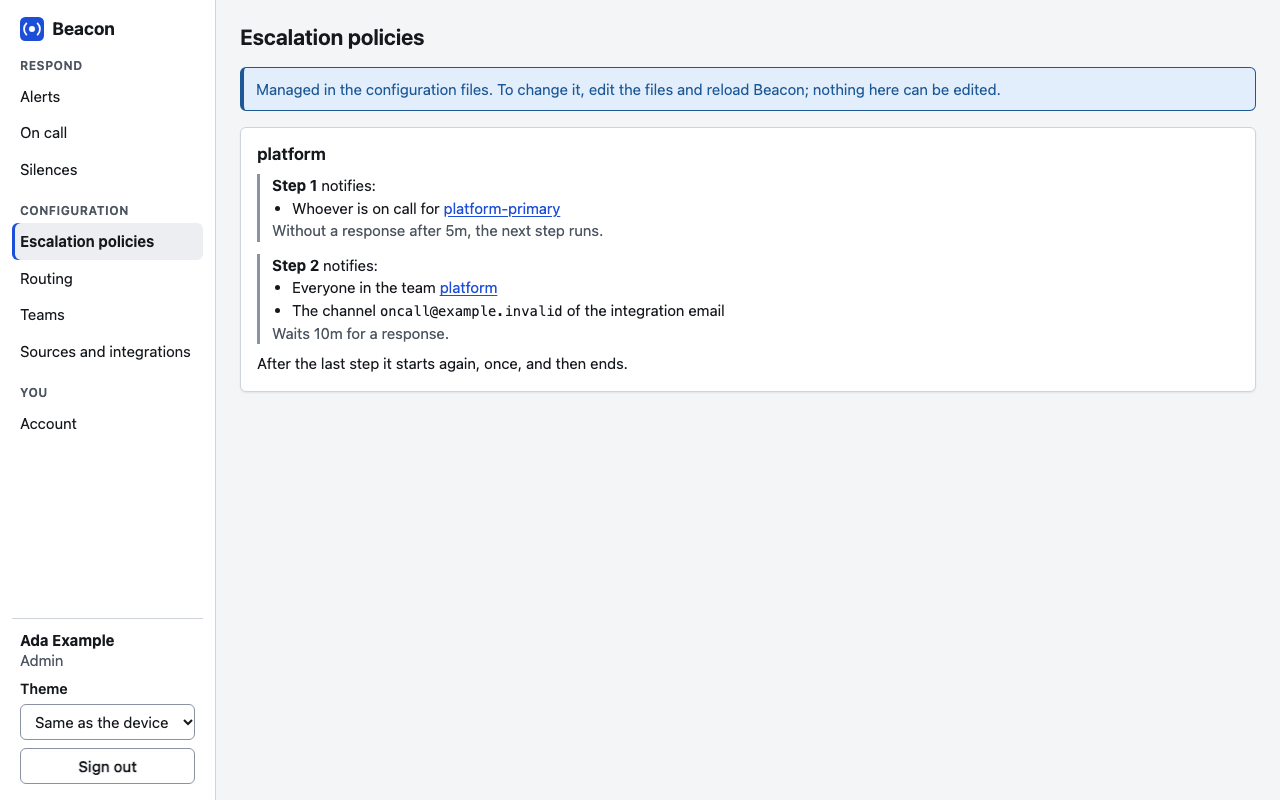 Beacon
RESPOND
Alerts
On call
Silences
CONFIGURATION
Escalation policies
Routing
Teams
Sources and integrations
YOU
Account
Ada Example
Admin
Theme
Same as the device
Sign out
Escalation policies
Managed in the configuration files. To change it, edit the files and reload Beacon; nothing here can be edited.
platform
Step 1 notifies:
• Whoever is on call for platform-primary
Without a response after 5m, the next step runs.
Step 2 notifies:
• Everyone in the team platform
• The channel oncall@example.invalid of the integration email
Waits 10m for a response.
After the last step it starts again, once, and then ends.